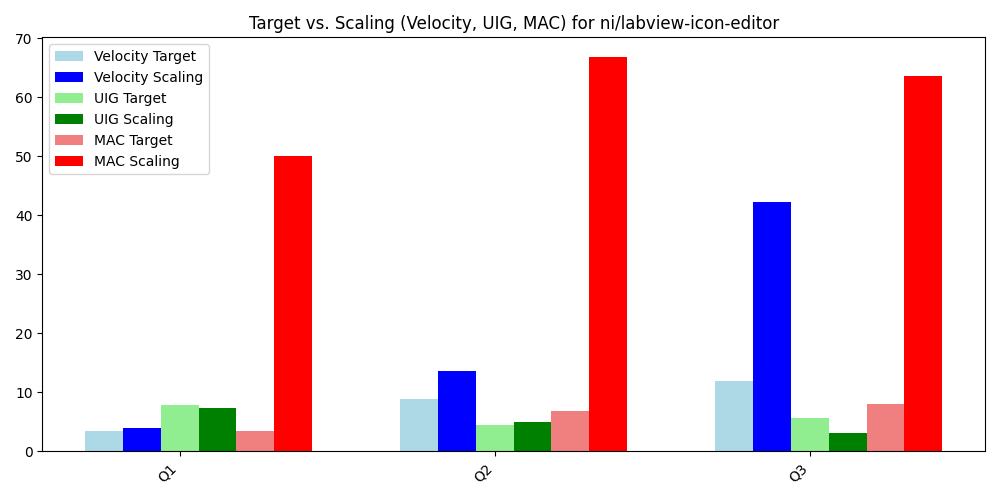 Target vs. Scaling (Velocity, UIG, MAC) for ni/labview-icon-editor
70
60
50
40
30
20
10
0
Velocity Target
Velocity Scaling
UIG Target
UIG Scaling
MAC Target
MAC Scaling
Q1
Q2
Q3